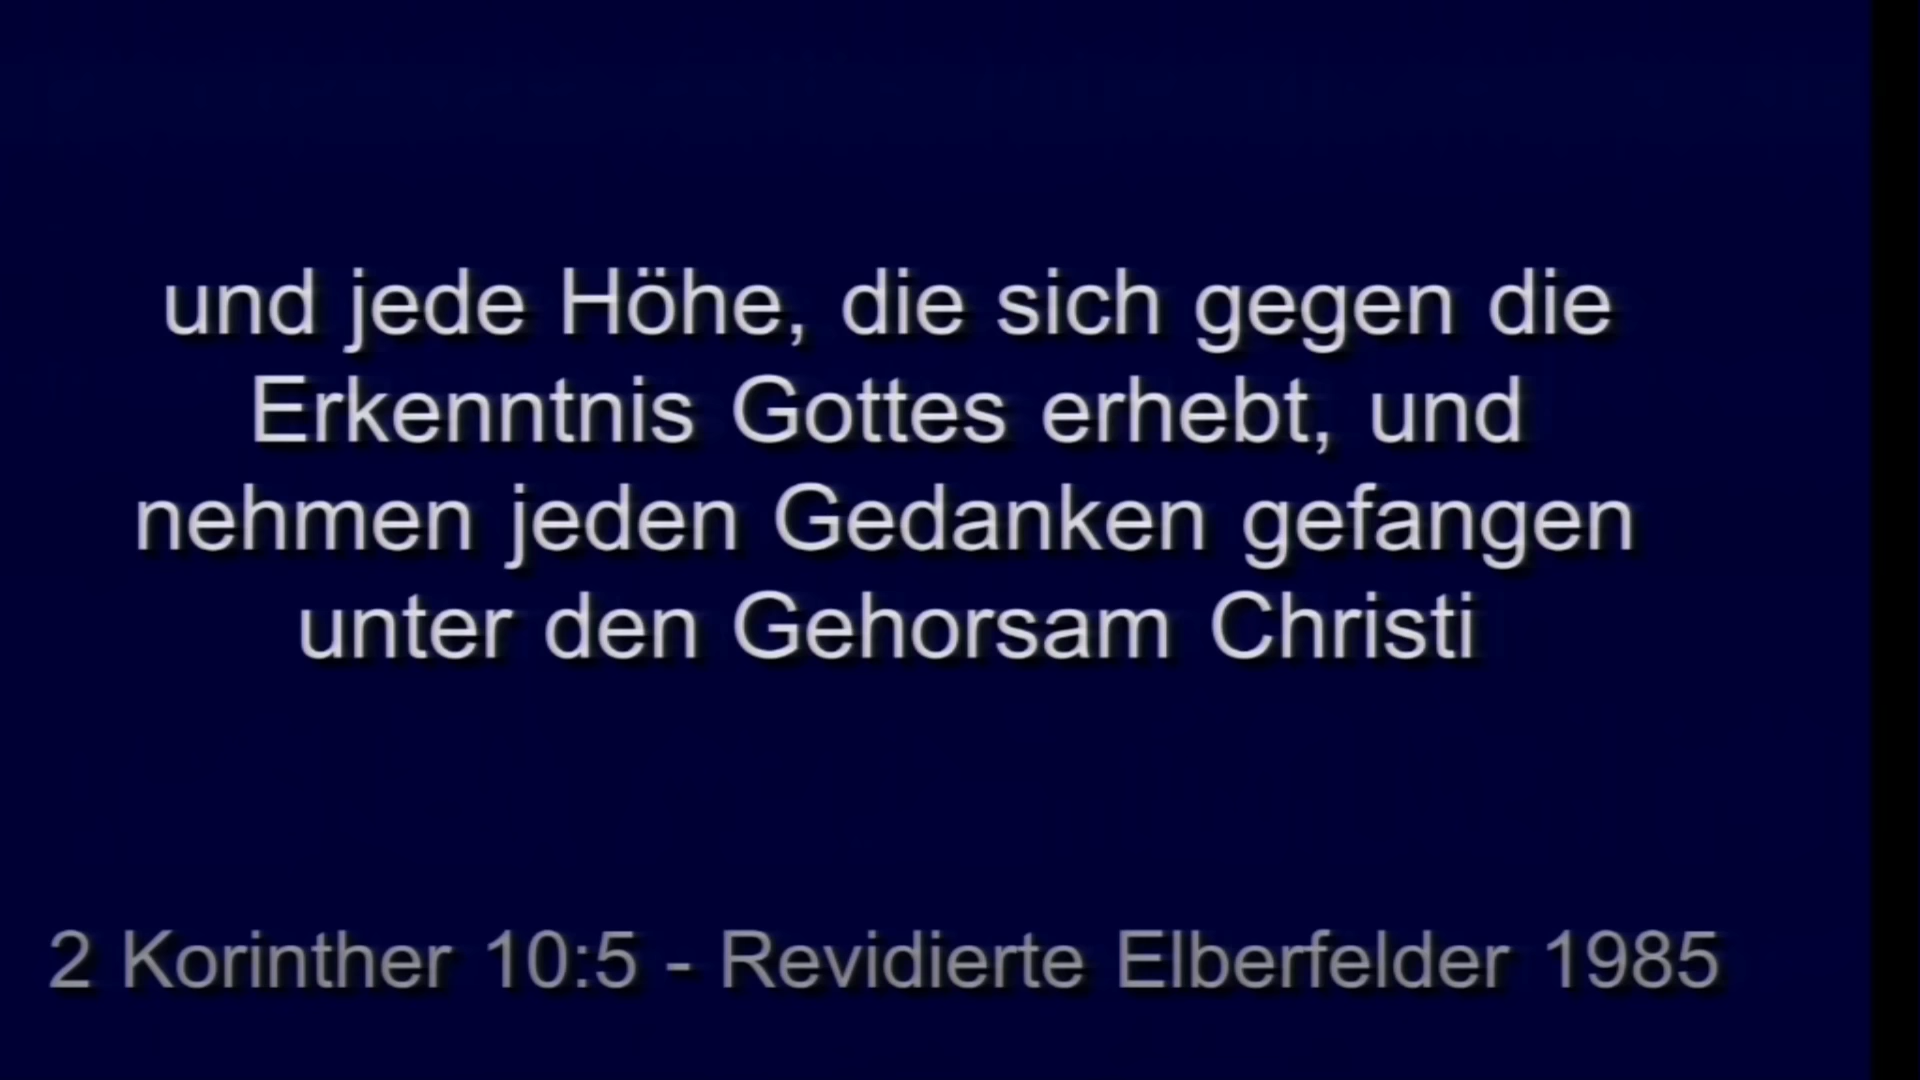 und jede Höhe, die sich gegen die
Erkenntnis Gottes erhebt, und
nehmen jeden Gedanken gefangen
unter den Gehorsam Christi
2 Korinther 10:5 - Revidierte Elberfelder 1985